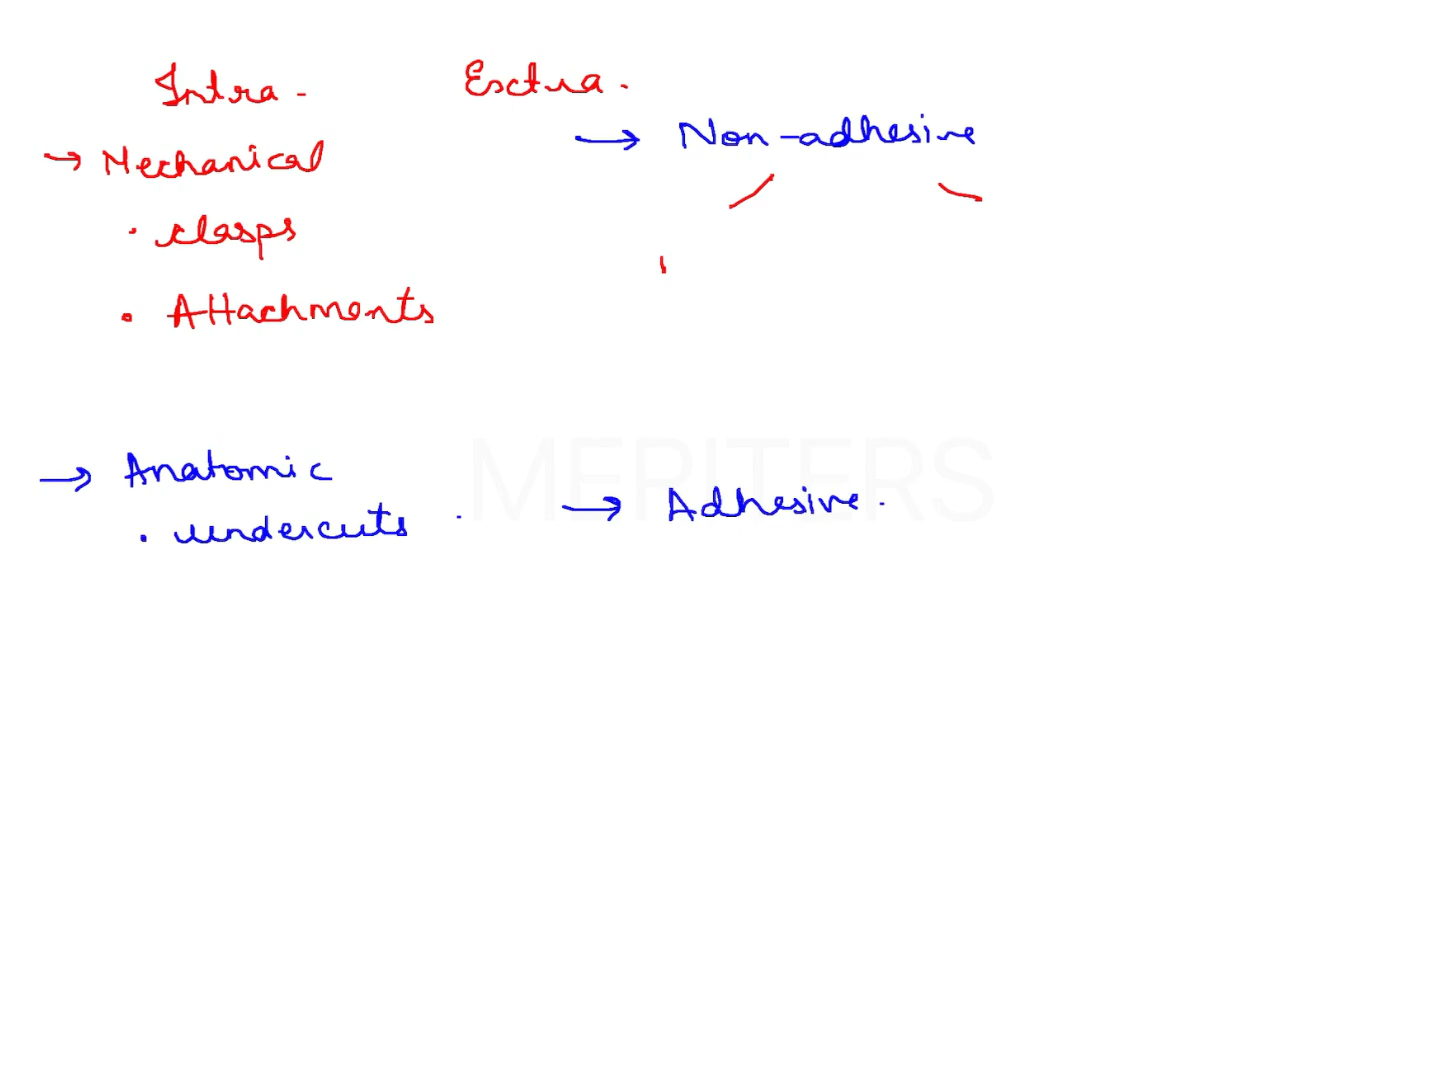 Intra -
→ Mechanical
• clasps
• Attachments
→ Anatomic
• undercuts
Extra.
→ Non-adhesive
→ Adhesive.
MERITERS